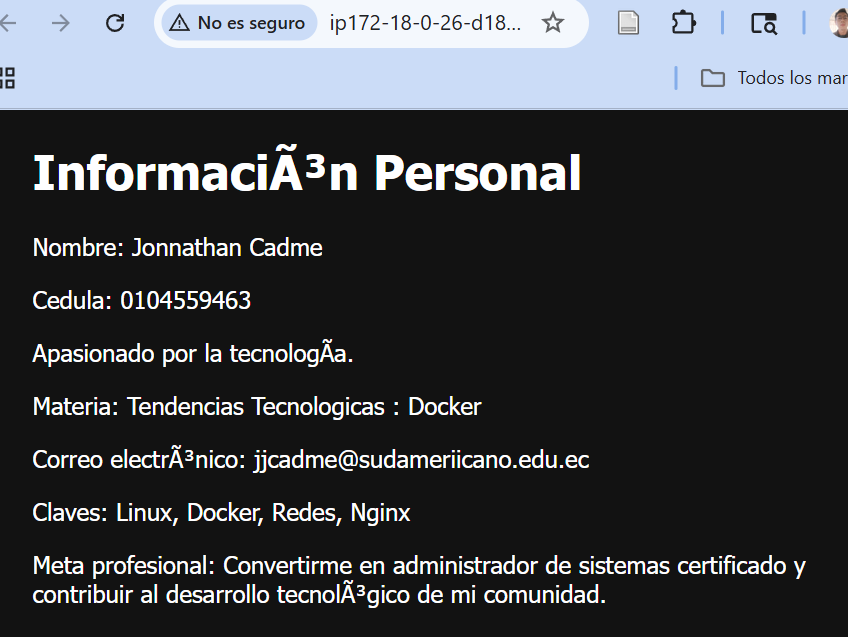 No es seguro
ip172-18-0-26-d18...
Todos los mar
InformaciÃ³n Personal
Nombre: Jonnathan Cadme
Cedula: 0104559463
Apasionado por la tecnologÃa.
Materia: Tendencias Tecnologicas : Docker
Correo electrÃ³nico: jjcadme@sudameriicano.edu.ec
Claves: Linux, Docker, Redes, Nginx
Meta profesional: Convertirme en administrador de sistemas certificado y
contribuir al desarrollo tecnolÃ³gico de mi comunidad.